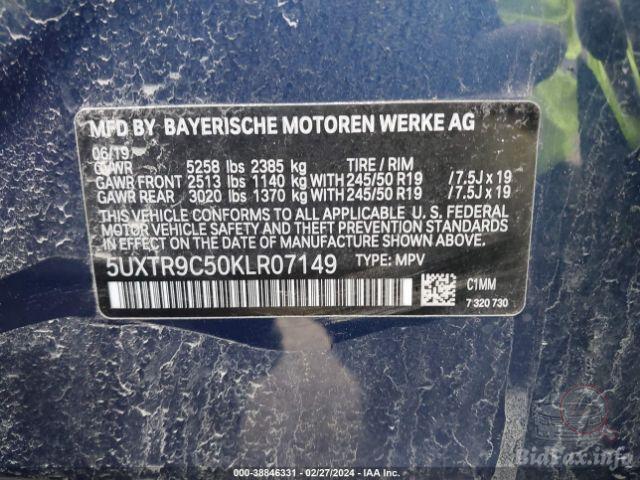 MFD BY BAYERISCHE MOTOREN WERKE AG
06/19
GVWR 5258 lbs 2385 kg TIRE / RIM
GAWR FRONT 2513 lbs 1140 kg WITH 245/50 R19 /7.5J x 19
GAWR REAR 3020 lbs 1370 kg WITH 245/50 R19 /7.5J x 19
THIS VEHICLE CONFORMS TO ALL APPLICABLE U. S. FEDERAL
MOTOR VEHICLE SAFETY AND THEFT PREVENTION STANDARDS
IN EFFECT ON THE DATE OF MANUFACTURE SHOWN ABOVE.
5UXTR9C50KLR07149 TYPE: MPV
C1MM
7 320 730
BidFax.info
000-38846331 - 02/27/2024 - IAA Inc.